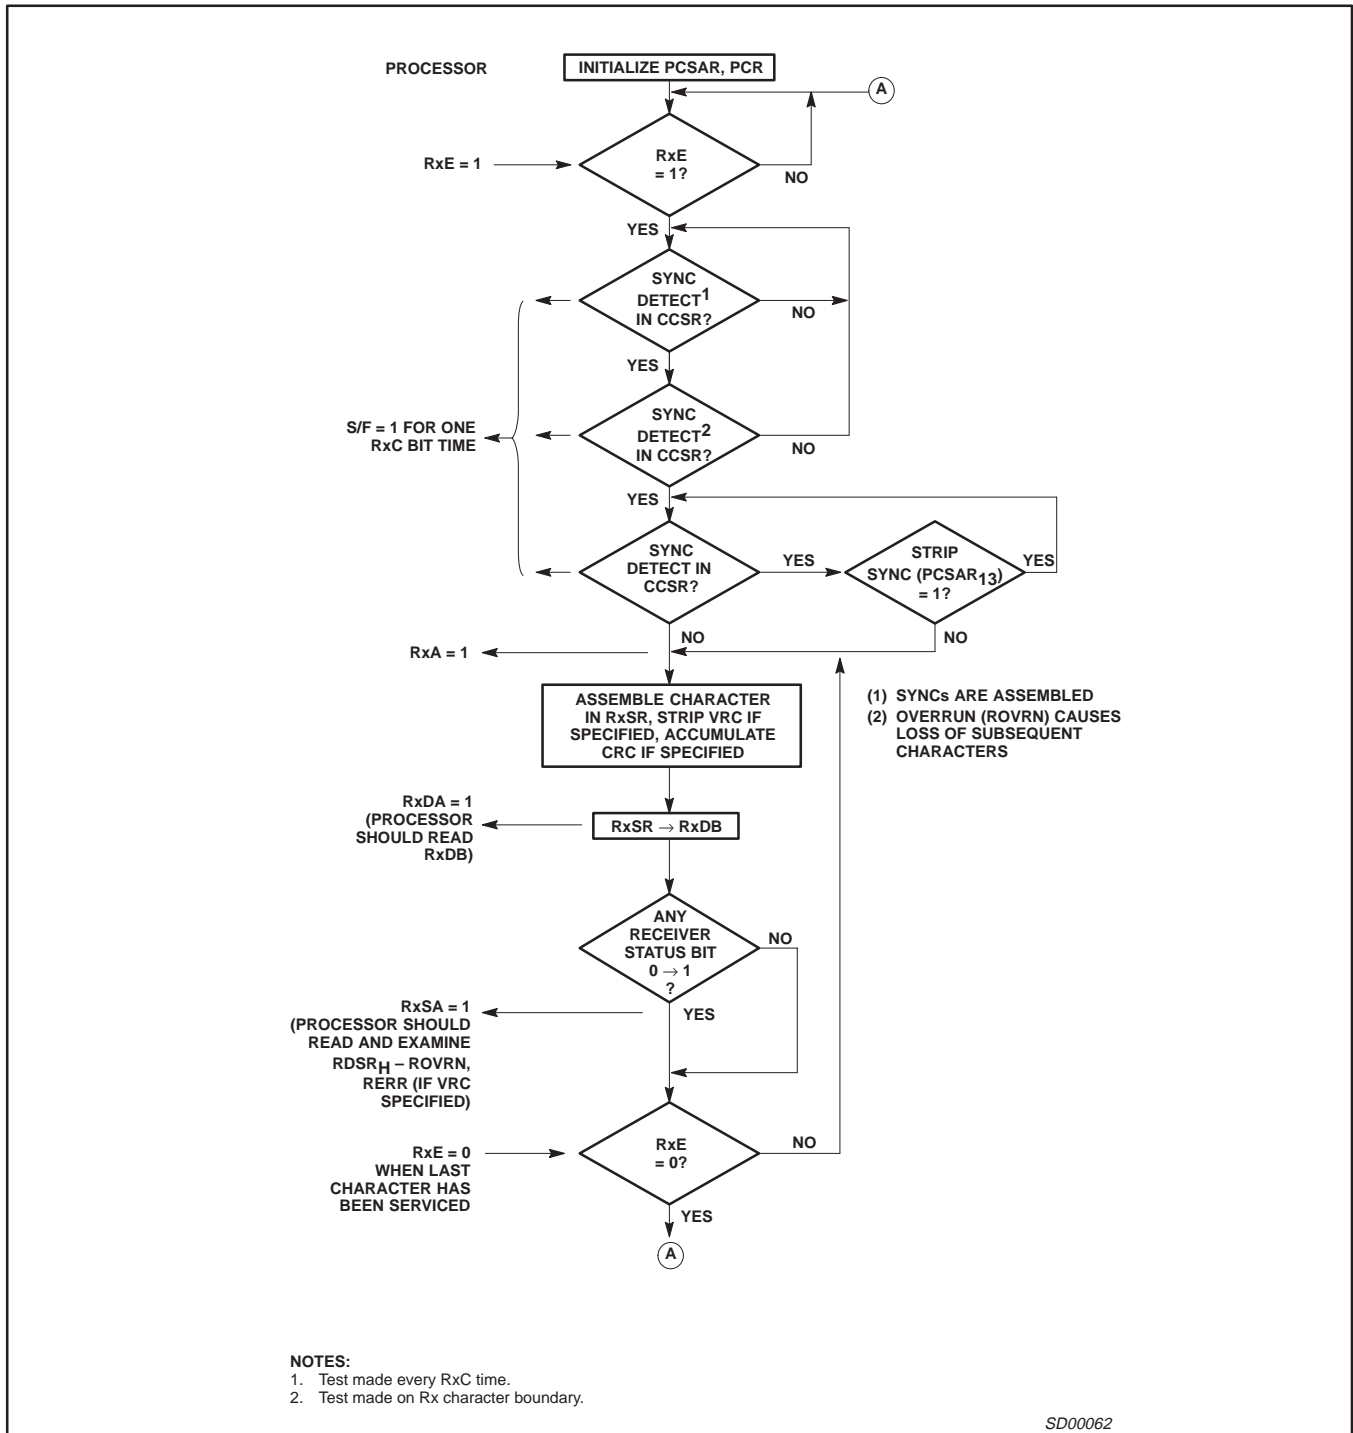 PROCESSOR
INITIALIZE PCSAR, PCR
A
RxE = 1
RxE
= 1?
NO
YES
SYNC
DETECT1
IN CCSR?
NO
YES
S/F = 1 FOR ONE
RxC BIT TIME
SYNC
DETECT2
IN CCSR?
NO
YES
SYNC
DETECT IN
CCSR?
YES
STRIP
SYNC (PCSAR13)
= 1?
YES
NO
NO
RxA = 1
ASSEMBLE CHARACTER
IN RxSR, STRIP VRC IF
SPECIFIED, ACCUMULATE
CRC IF SPECIFIED
(1) SYNCs ARE ASSEMBLED
(2) OVERRUN (ROVRN) CAUSES
LOSS OF SUBSEQUENT
CHARACTERS
RxDA = 1
(PROCESSOR
SHOULD READ
RxDB)
RxSR → RxDB
ANY
RECEIVER
STATUS BIT
0 → 1
?
NO
YES
RxSA = 1
(PROCESSOR SHOULD
READ AND EXAMINE
RDSRH – ROVRN,
RERR (IF VRC
SPECIFIED)
RxE = 0
WHEN LAST
CHARACTER HAS
BEEN SERVICED
RxE
= 0?
NO
YES
A
NOTES:
1. Test made every RxC time.
2. Test made on Rx character boundary.
SD00062